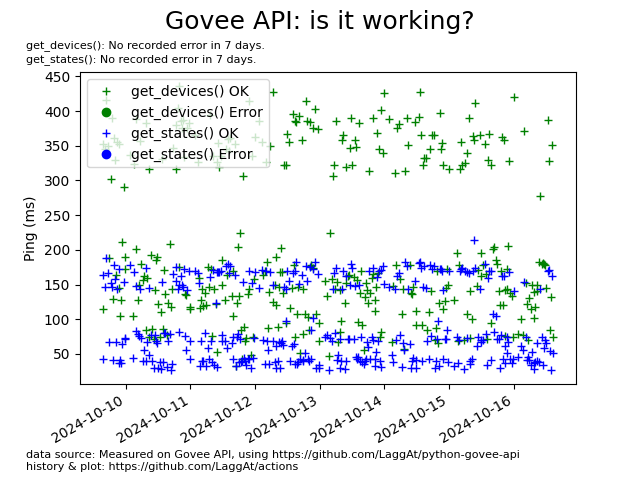 Govee API: is it working?
get_devices(): No recorded error in 7 days.
get_states(): No recorded error in 7 days.
450
400
350
300
250
200
150
100
50
Ping (ms)
get_devices() OK
get_devices() Error
get_states() OK
get_states() Error
2024-10-10
2024-10-11
2024-10-12
2024-10-13
2024-10-14
2024-10-15
2024-10-16
data source: Measured on Govee API, using https://github.com/LaggAt/python-govee-api
history & plot: https://github.com/LaggAt/actions